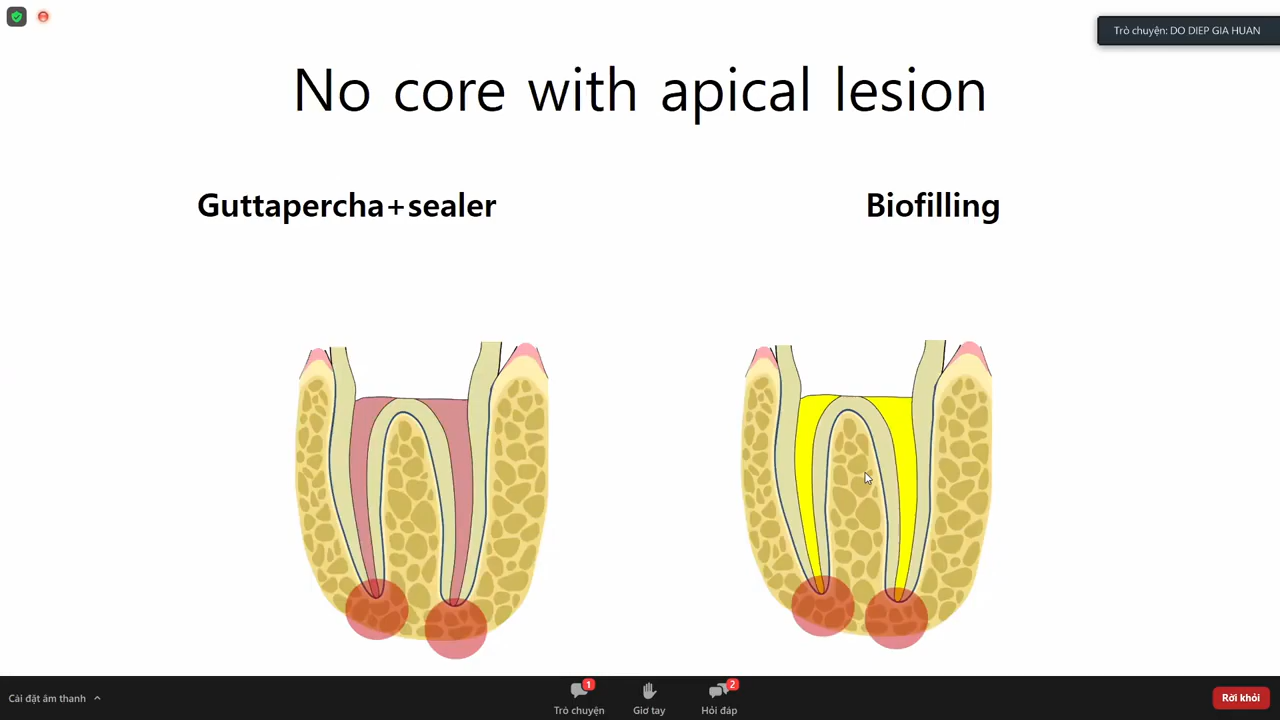 Trò chuyện: DO DIEP GIA HUAN
No core with apical lesion
Guttapercha+sealer
Biofilling
Cài đặt âm thanh
1
Trò chuyện
Giơ tay
2
Hỏi đáp
Rời khỏi